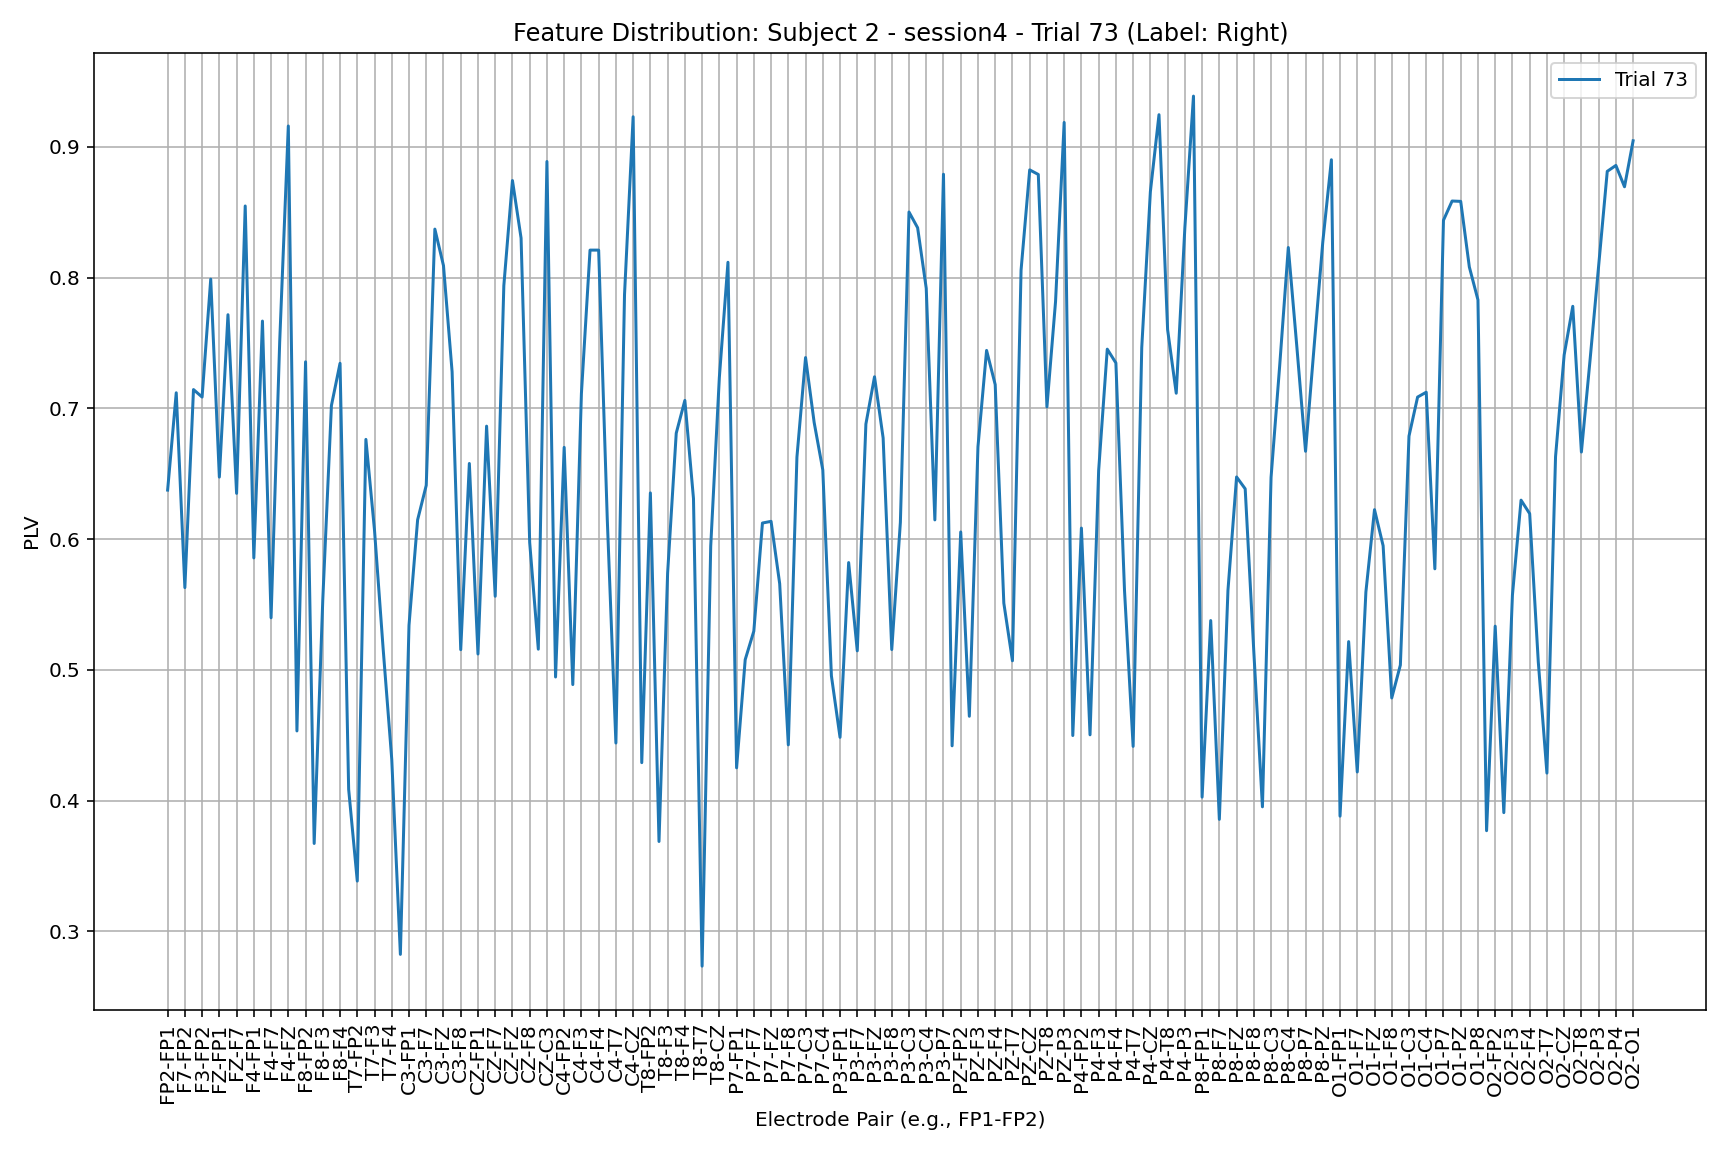 Feature Distribution: Subject 2 - session4 - Trial 73 (Label: Right)
Trial 73
PLV
0.9
0.8
0.7
0.6
0.5
0.4
0.3
FP2-FP1
F7-FP2
F3-FP2
FZ-FP1
FZ-F7
F4-FP1
F4-F7
F4-FZ
F8-FP2
F8-F3
F8-F4
T7-FP2
T7-F3
T7-F4
C3-FP1
C3-F7
C3-FZ
C3-F8
CZ-FP1
CZ-F7
CZ-FZ
CZ-F8
CZ-C3
C4-FP2
C4-F3
C4-F4
C4-T7
C4-CZ
T8-FP2
T8-F3
T8-F4
T8-T7
T8-CZ
P7-FP1
P7-F7
P7-FZ
P7-F8
P7-C3
P7-C4
P3-FP1
P3-F7
P3-FZ
P3-F8
P3-C3
P3-C4
P3-P7
PZ-FP2
PZ-F3
PZ-F4
PZ-T7
PZ-CZ
PZ-T8
PZ-P3
P4-FP2
P4-F3
P4-F4
P4-T7
P4-CZ
P4-T8
P4-P3
P8-FP1
P8-F7
P8-FZ
P8-F8
P8-C3
P8-C4
P8-P7
P8-PZ
O1-FP1
O1-F7
O1-FZ
O1-F8
O1-C3
O1-C4
O1-P7
O1-PZ
O1-P8
O2-FP2
O2-F3
O2-F4
O2-T7
O2-CZ
O2-T8
O2-P3
O2-P4
O2-O1
Electrode Pair (e.g., FP1-FP2)